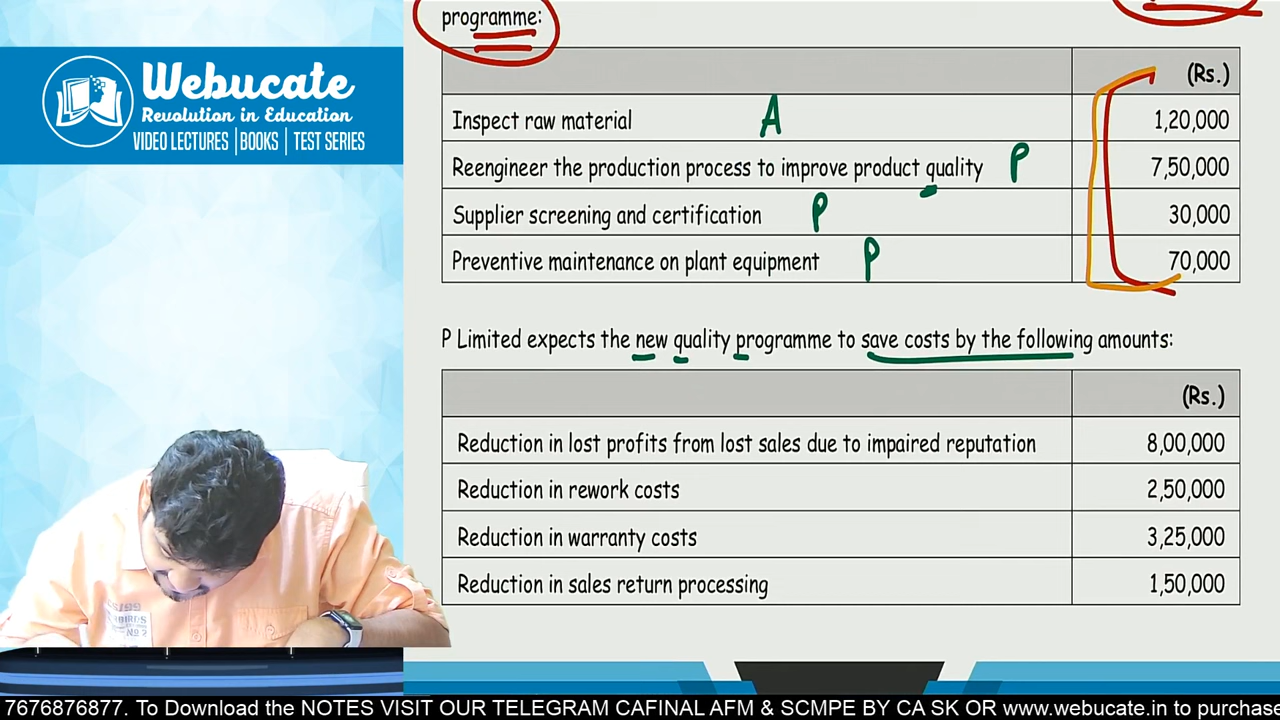 programme:
Webucate
Revolution in Education
VIDEO LECTURES | BOOKS | TEST SERIES
(Rs.)
Inspect raw material A 1,20,000
Reengineer the production process to improve product quality P 7,50,000
Supplier screening and certification P 30,000
Preventive maintenance on plant equipment P 70,000
P Limited expects the new quality programme to save costs by the following amounts:
(Rs.)
Reduction in lost profits from lost sales due to impaired reputation 8,00,000
Reduction in rework costs 2,50,000
Reduction in warranty costs 3,25,000
Reduction in sales return processing 1,50,000
Nº 2
7676876877. To Download the NOTES VISIT OUR TELEGRAM CAFINAL AFM & SCMPE BY CA SK OR www.webucate.in to purchase